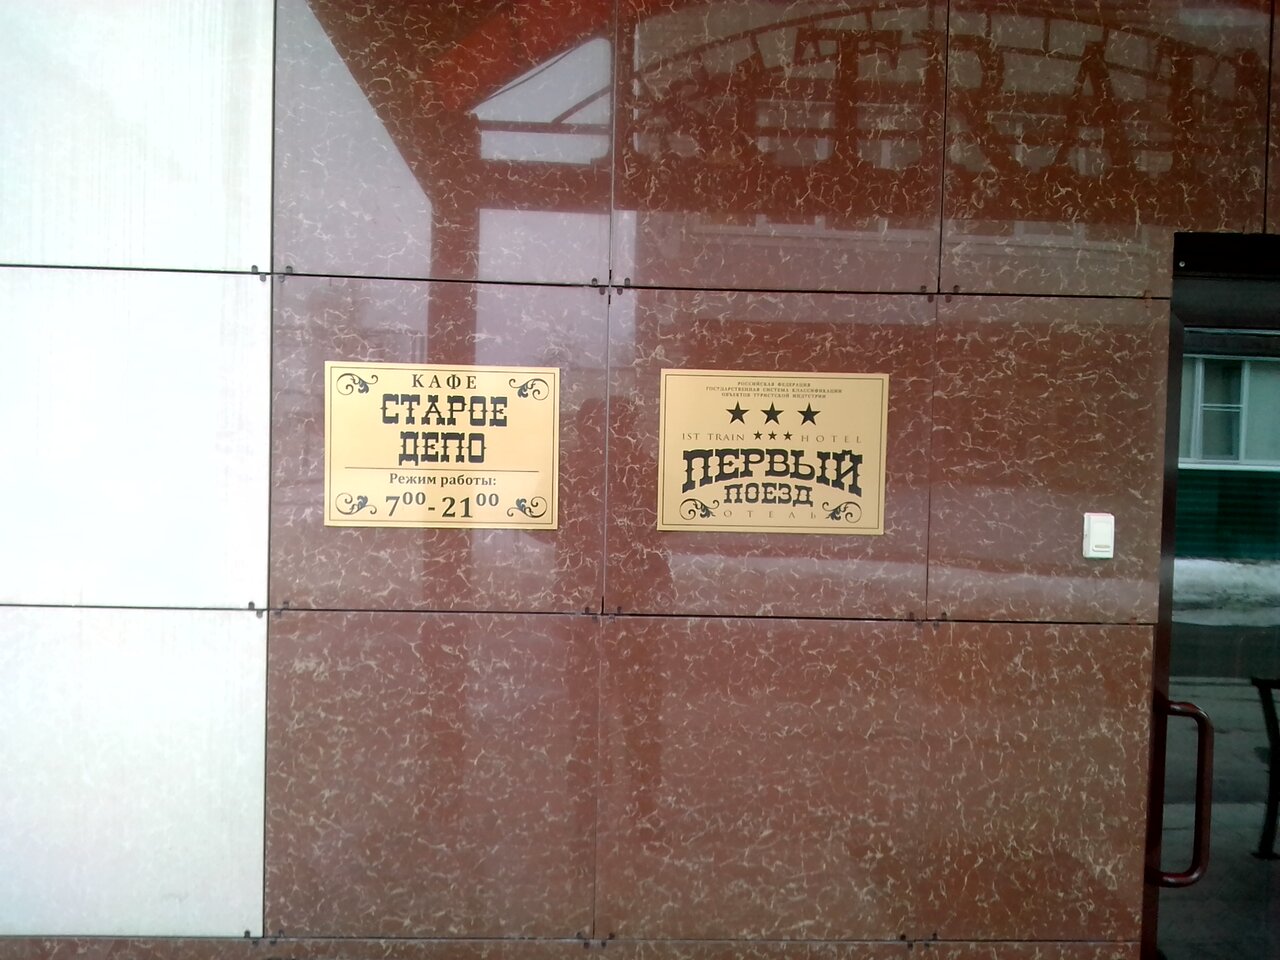 КАФЕ
СТАРОЕ
ДЕПО
Режим работы:
7⁰⁰ - 21⁰⁰
РОССИЙСКАЯ ФЕДЕРАЦИЯ
ГОСУДАРСТВЕННАЯ СИСТЕМА КЛАССИФИКАЦИИ
ОБЪЕКТОВ ТУРИСТСКОЙ ИНДУСТРИИ
1ST TRAIN ★★★ HOTEL
ПЕРВЫЙ
ПОЕЗД
ОТЕЛЬ